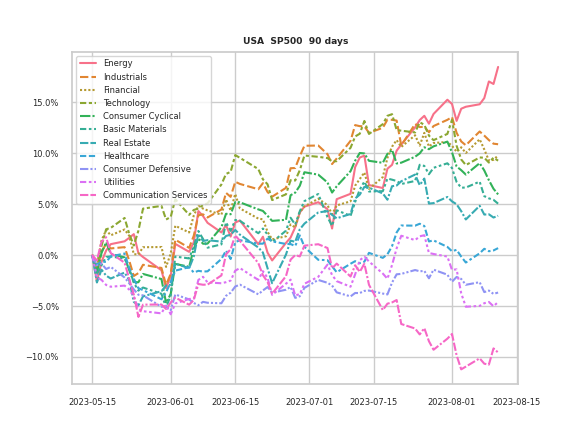 USA SP500 90 days
Energy
Industrials
Financial
Technology
Consumer Cyclical
Basic Materials
Real Estate
Healthcare
Consumer Defensive
Utilities
Communication Services
15.0%
10.0%
5.0%
0.0%
−5.0%
−10.0%
2023-05-15
2023-06-01
2023-06-15
2023-07-01
2023-07-15
2023-08-01
2023-08-15